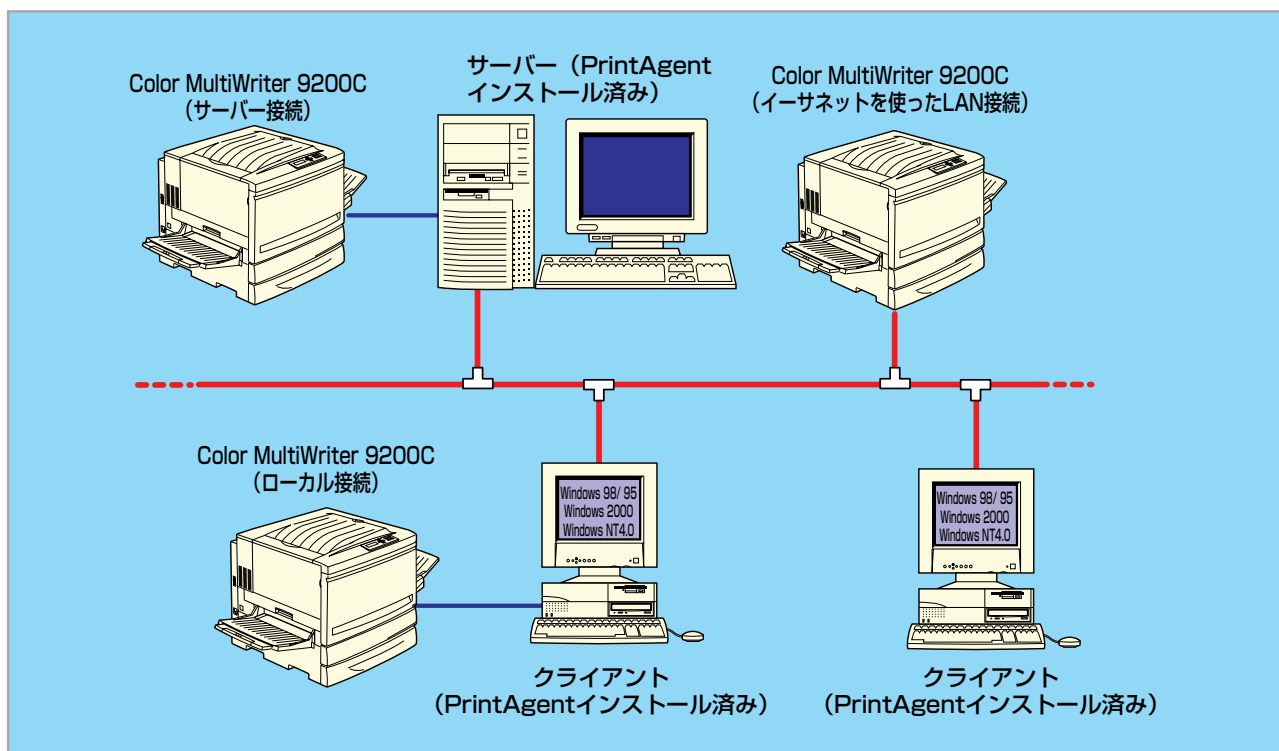 Color MultiWriter 9200C
（サーバー接続）
サーバー（PrintAgent
インストール済み）
Color MultiWriter 9200C
（イーサネットを使ったLAN接続）
Color MultiWriter 9200C
（ローカル接続）
Windows 98/ 95
Windows 2000
Windows NT4.0
クライアント
（PrintAgentインストール済み）
Windows 98/ 95
Windows 2000
Windows NT4.0
クライアント
（PrintAgentインストール済み）